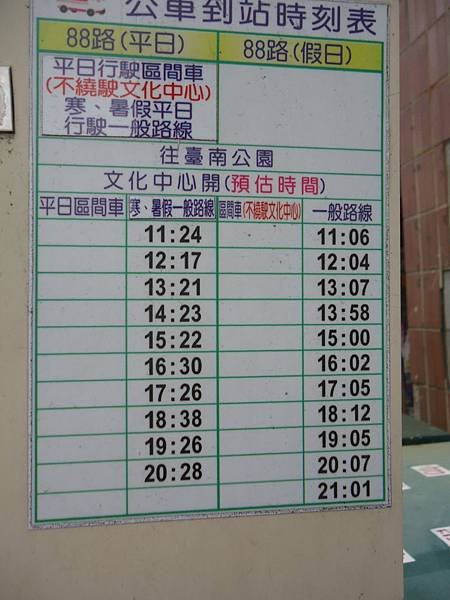 公車到站時刻表
88路(平日) 88路(假日)
平日行駛區間車
(不繞駛文化中心)
寒、暑假平日
行駛一般路線
往臺南公園
文化中心開(預估時間)
平日區間車 寒、暑假一般路線 區間車(不繞駛文化中心) 一般路線
11:24 11:06
12:17 12:04
13:21 13:07
14:23 13:58
15:22 15:00
16:30 16:02
17:26 17:05
18:38 18:12
19:26 19:05
20:28 20:07
21:01